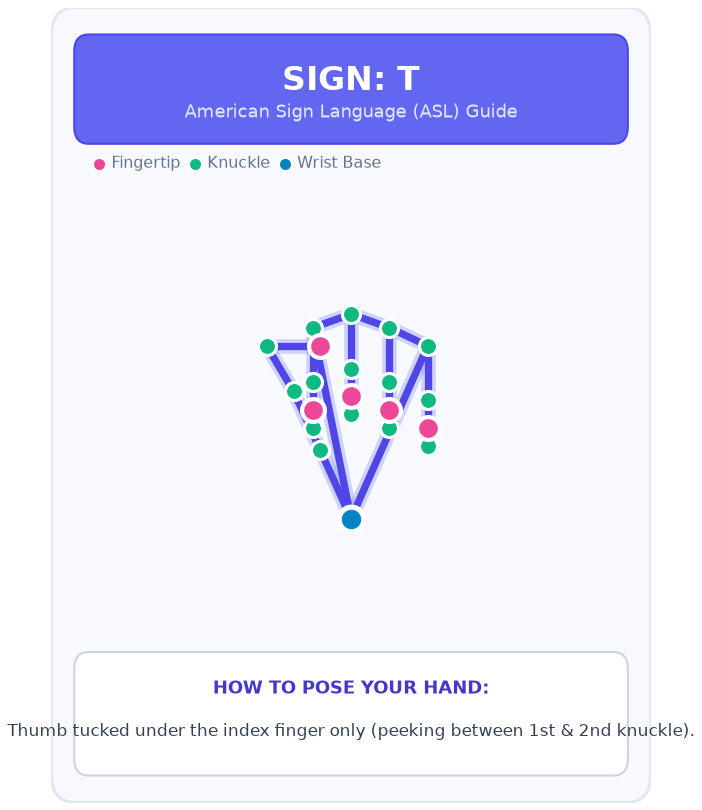 SIGN: T
American Sign Language (ASL) Guide
Fingertip Knuckle Wrist Base
HOW TO POSE YOUR HAND:
Thumb tucked under the index finger only (peeking between 1st & 2nd knuckle).